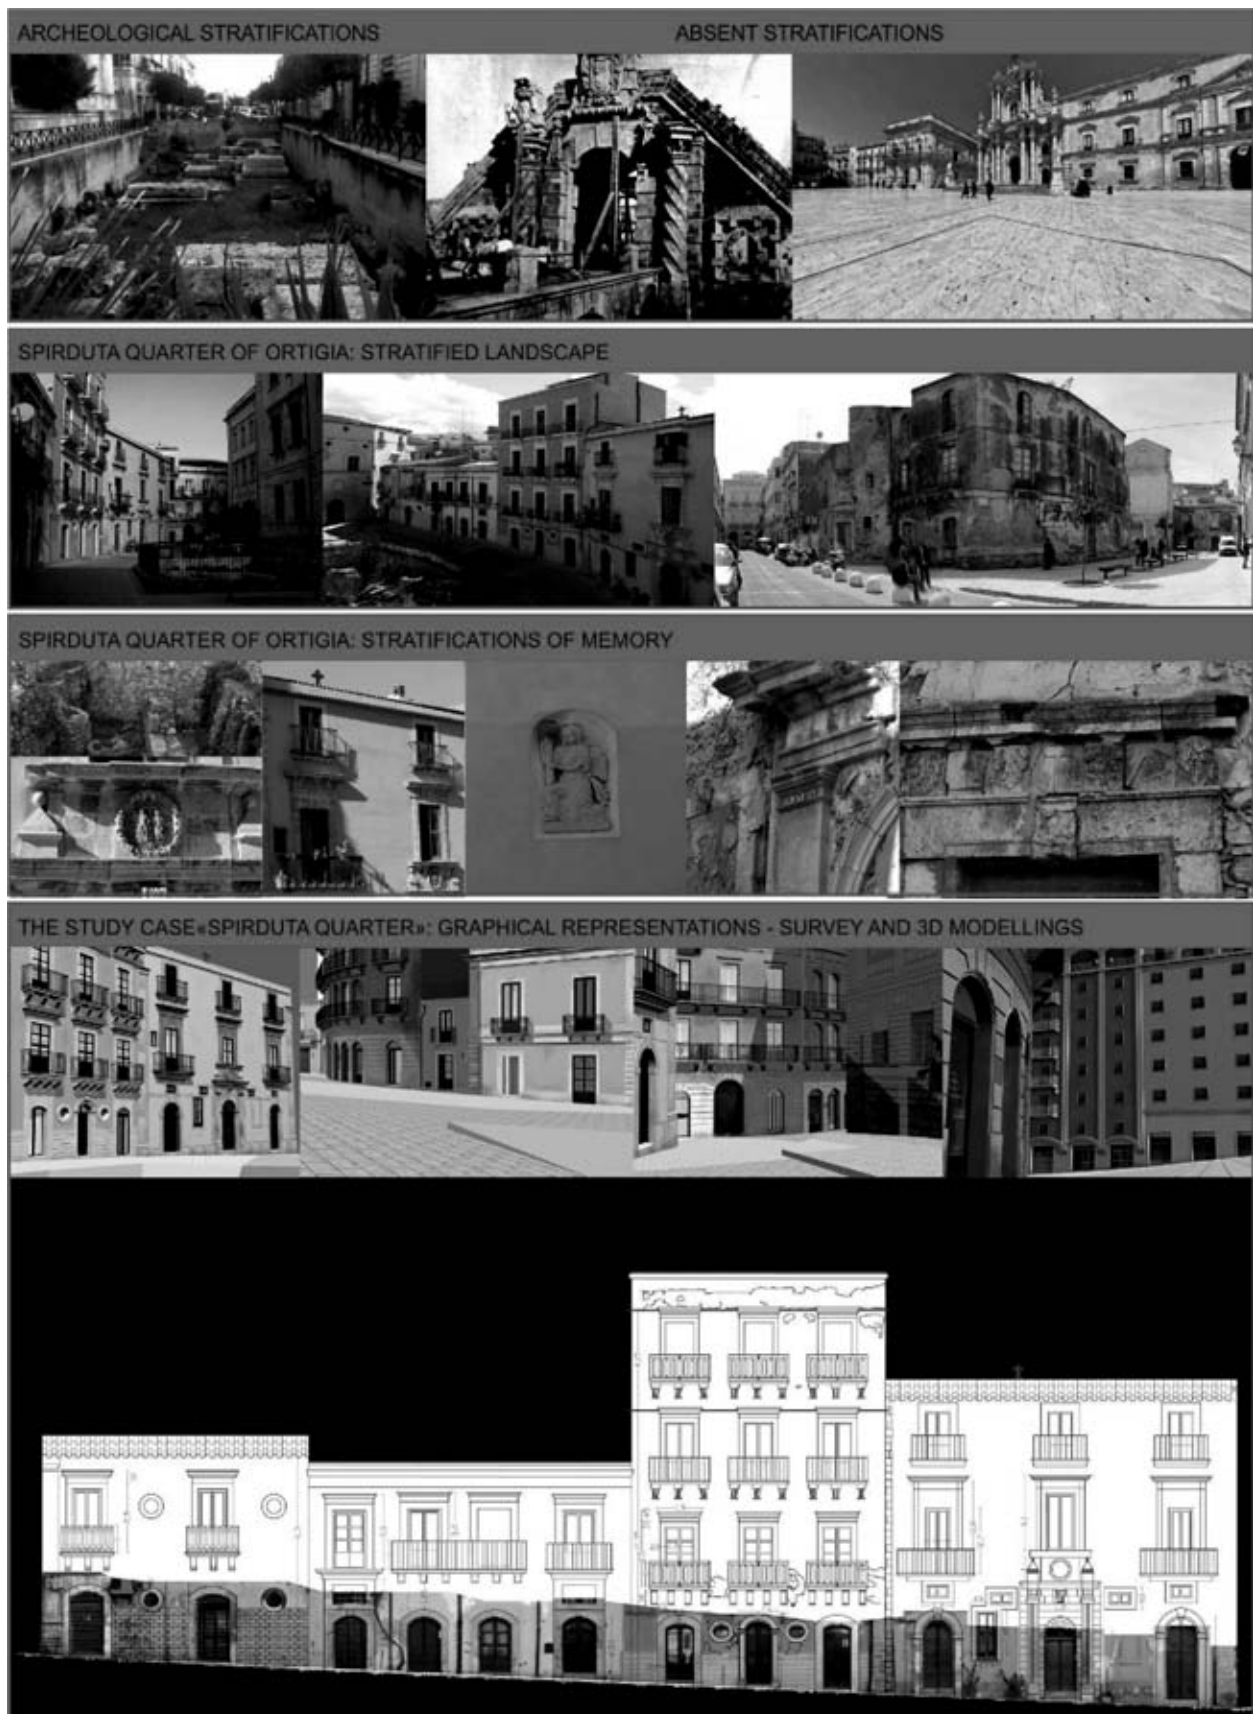 ARCHEOLOGICAL STRATIFICATIONS
ABSENT STRATIFICATIONS
SPIRDUTA QUARTER OF ORTIGIA: STRATIFIED LANDSCAPE
SPIRDUTA QUARTER OF ORTIGIA: STRATIFICATIONS OF MEMORY
THE STUDY CASE«SPIRDUTA QUARTER»: GRAPHICAL REPRESENTATIONS - SURVEY AND 3D MODELLINGS